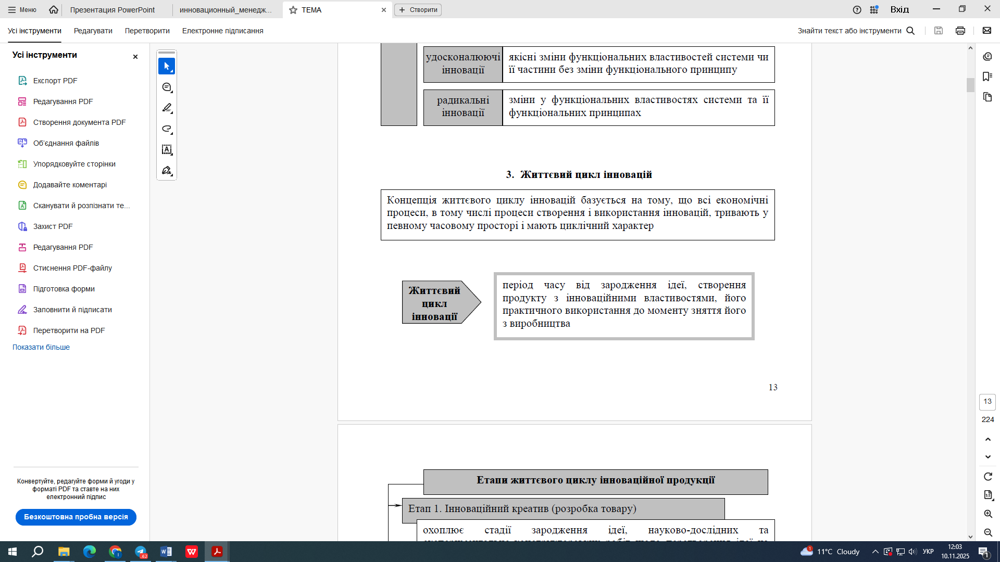 Меню
Презентация PowerPoint
инновационный_менедж...
ТЕМА
Створити
Вхід
Усі інструменти
Редагувати
Перетворити
Електронне підписання
Знайти текст або інструменти
Усі інструменти
Експорт PDF
Редагування PDF
Створення документа PDF
Об'єднання файлів
Упорядковуйте сторінки
Додавайте коментарі
Сканувати й розпізнати те...
Захист PDF
Редагування PDF
Стиснення PDF-файлу
Підготовка форми
Заповнити й підписати
Перетворити на PDF
Показати більше
Конвертуйте, редагуйте форми й угоди у
форматі PDF та ставте на них
електронний підпис
Безкоштовна пробна версія
удосконалюючі
інновації
якісні зміни функціональних властивостей системи чи
її частини без зміни функціонального принципу
радикальні
інновації
зміни у функціональних властивостях системи та її
функціональних принципах
3. Життєвий цикл інновацій
Концепція життєвого циклу інновацій базується на тому, що всі економічні
процеси, в тому числі процеси створення і використання інновацій, тривають у
певному часовому просторі і мають циклічний характер
Життєвий
цикл
інновації
період часу від зародження ідеї, створення
продукту з інноваційними властивостями, його
практичного використання до моменту зняття його
з виробництва
13
Етапи життєвого циклу інноваційної продукції
Етап 1. Інноваційний креатив (розробка товару)
охоплює стадії зародження ідеї, науково-дослідних та
13
224
11°C Cloudy
УКР
12:03
10.11.2025